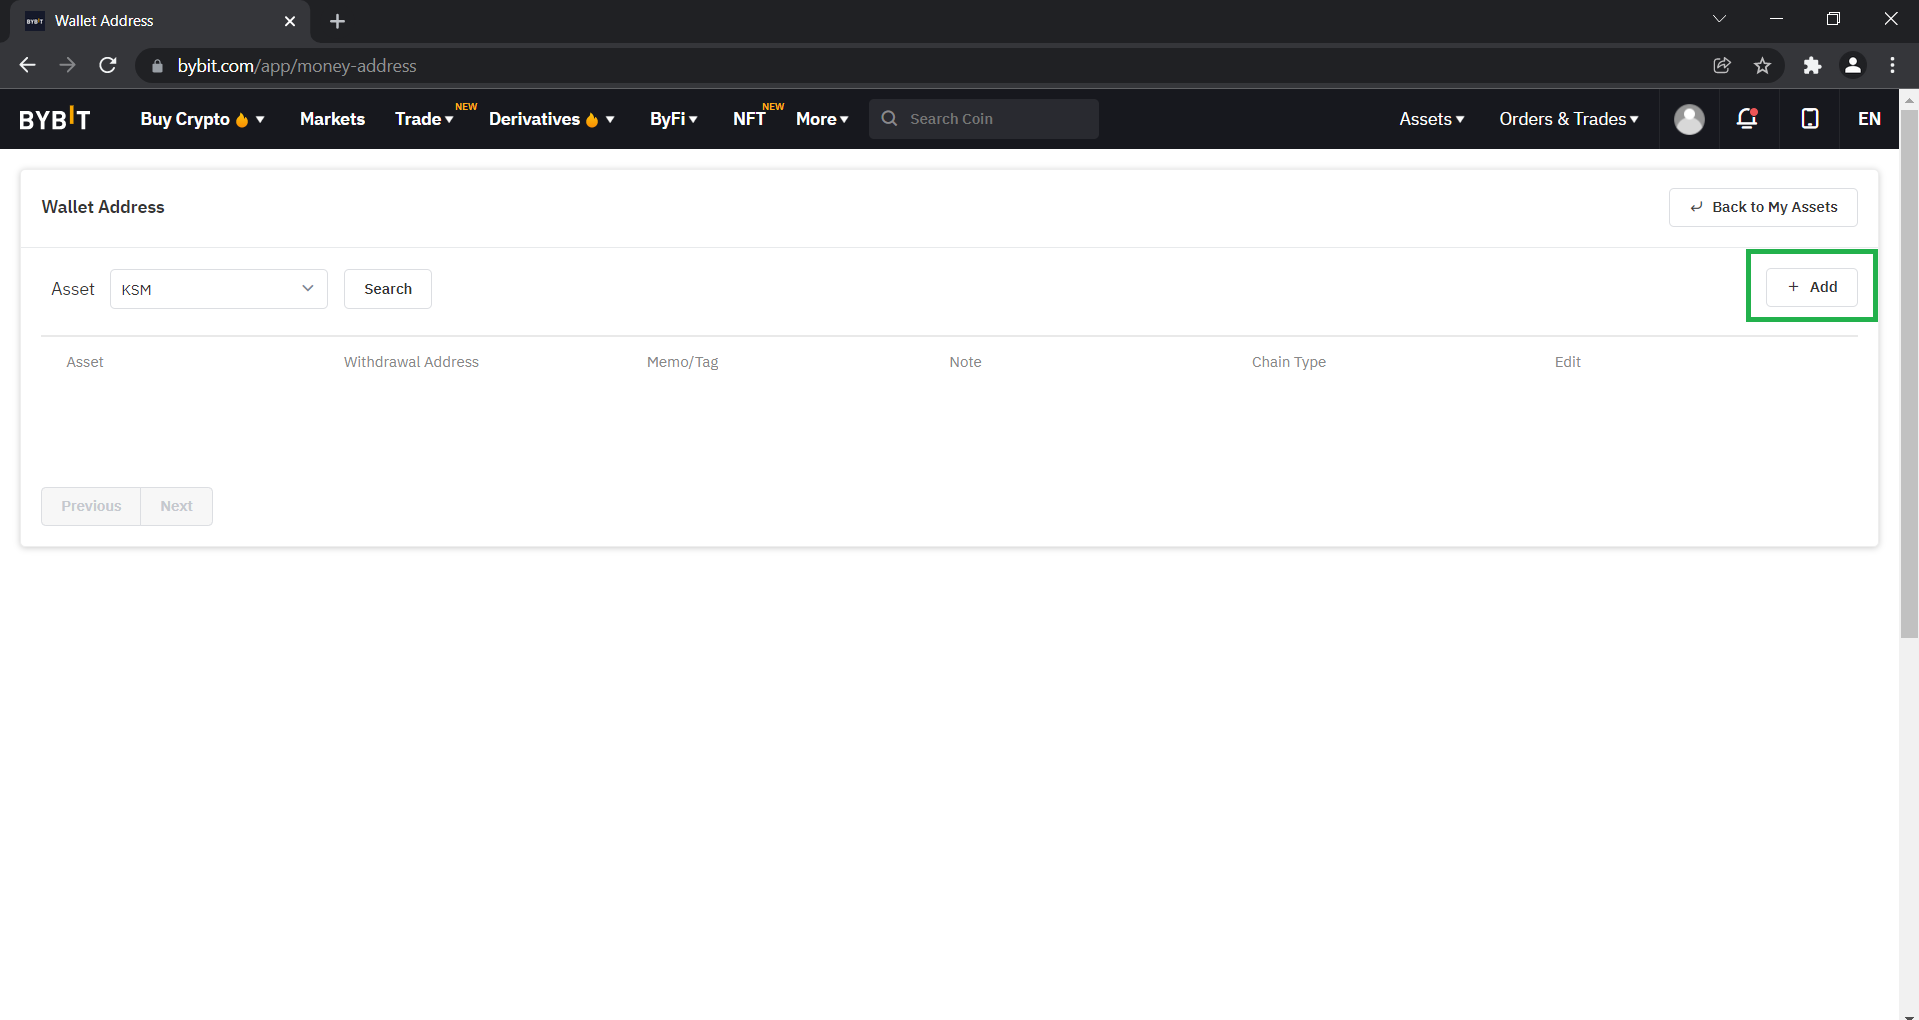 Wallet Address
bybit.com/app/money-address
BYBIT Buy Crypto Markets Trade NEW Derivatives ByFi NFT NEW More Search Coin Assets Orders & Trades EN
Wallet Address Back to My Assets
Asset KSM Search + Add
Asset Withdrawal Address Memo/Tag Note Chain Type Edit
Previous Next